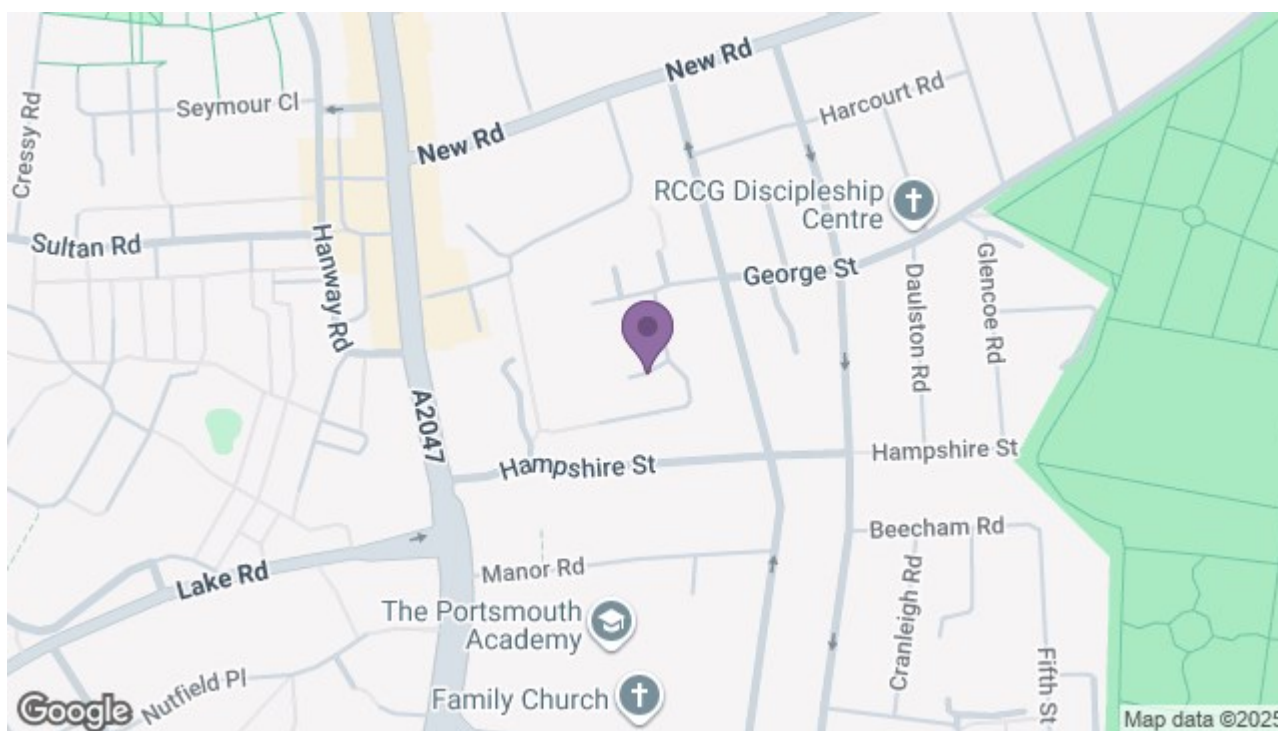 New Rd
Harcourt Rd
Seymour Cl
Cressy Rd
New Rd
RCCG Discipleship
Centre
Sultan Rd
Hanway Rd
George St
Glencoe Rd
Daulston Rd
A2047
Hampshire St
Hampshire St
Beecham Rd
Lake Rd
Manor Rd
Cranleigh Rd
The Portsmouth
Academy
Fifth St
Nutfield Pl
Family Church
Google
Map data ©2025